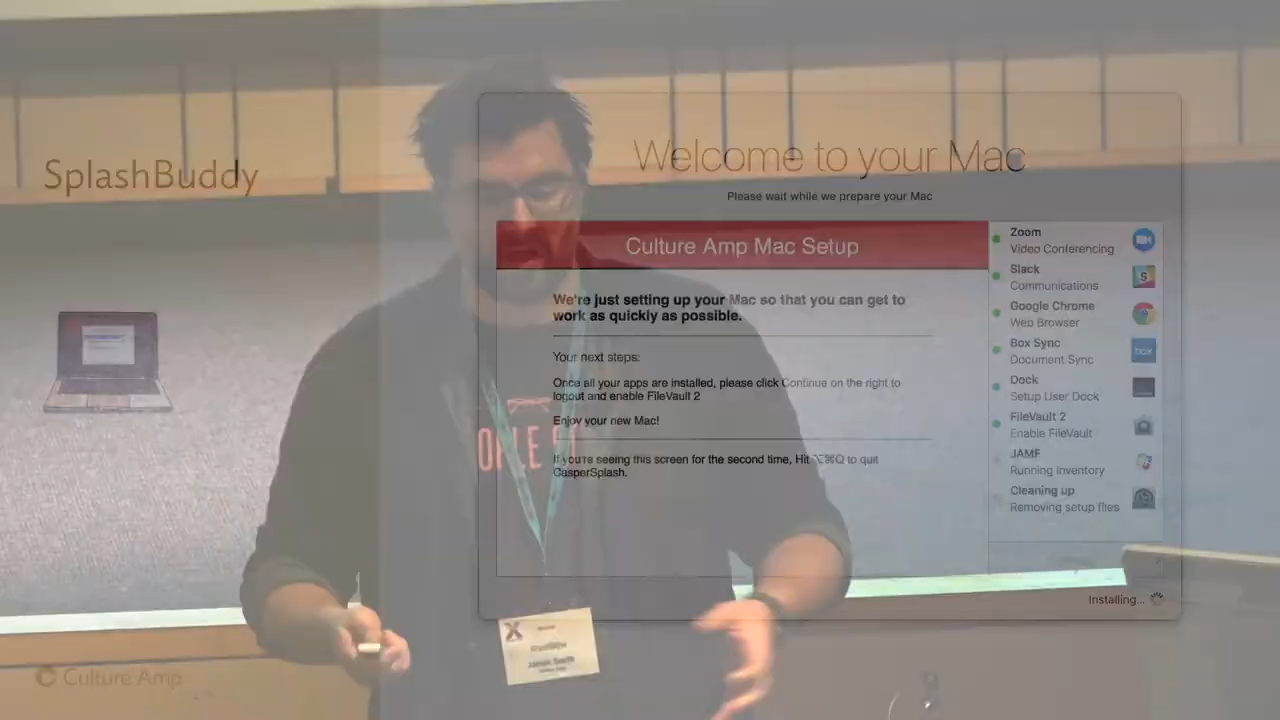 SplashBuddy
Welcome to your Mac
Please wait while we prepare your Mac
Culture Amp Mac Setup
We're just setting up your Mac so that you can get to
work as quickly as possible.
Your next steps:
Once all your apps are installed, please click Continue on the right to
logout and enable FileVault 2
Enjoy your new Mac!
If you're seeing this screen for the second time, Hit ⌥⌘Q to quit
CasperSplash.
Zoom
Video Conferencing
Slack
Communications
Google Chrome
Web Browser
Box Sync
Document Sync
box
Dock
Setup User Dock
FileVault 2
Enable FileVault
JAMF
Running Inventory
Cleaning up
Removing setup files
Installing...
Culture Amp
OPLE
X